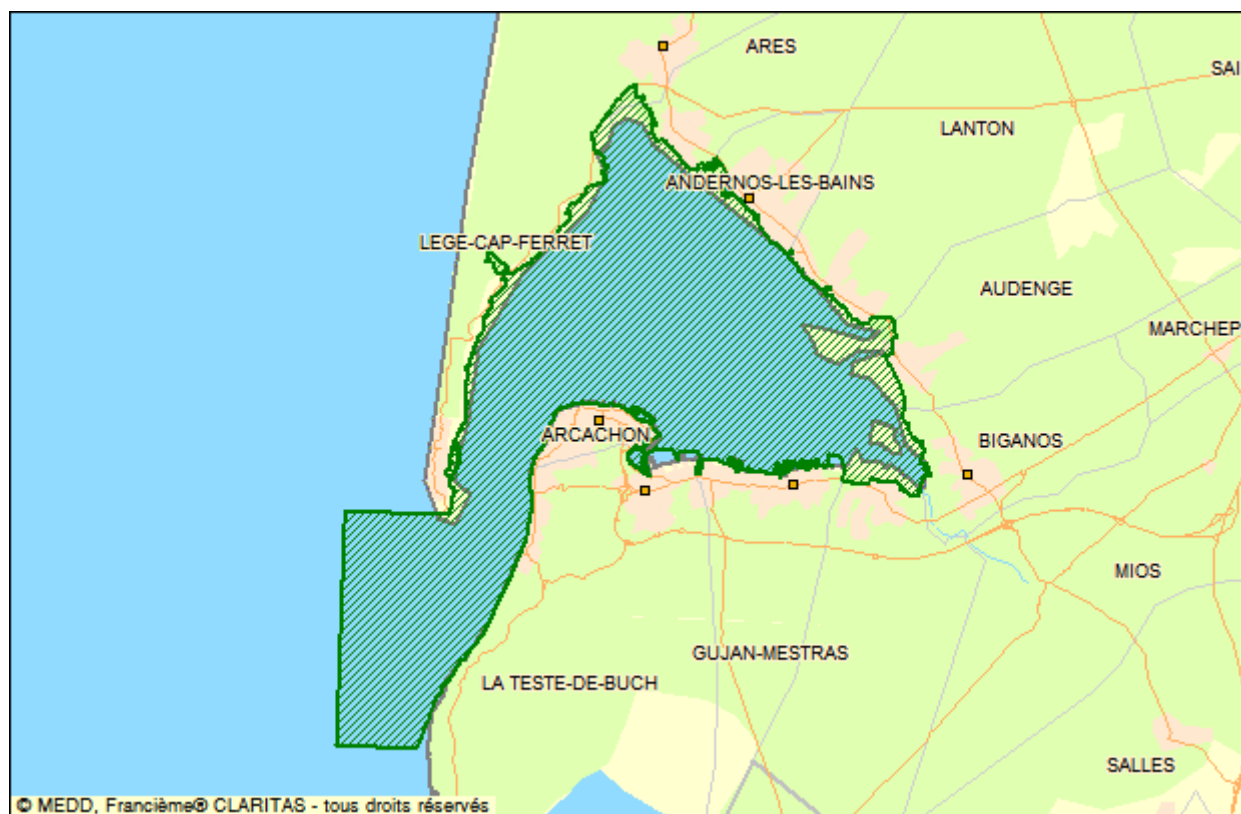 ARES
SAI
LANTON
ANDERNOS-LES-BAINS
LEGE-CAP-FERRET
AUDENGE
MARCHEP
ARCACHON
BIGANOS
MIOS
GUJAN-MESTRAS
LA TESTE-DE-BUCH
SALLES
© MEDD, Francième® CLARITAS - tous droits réservés